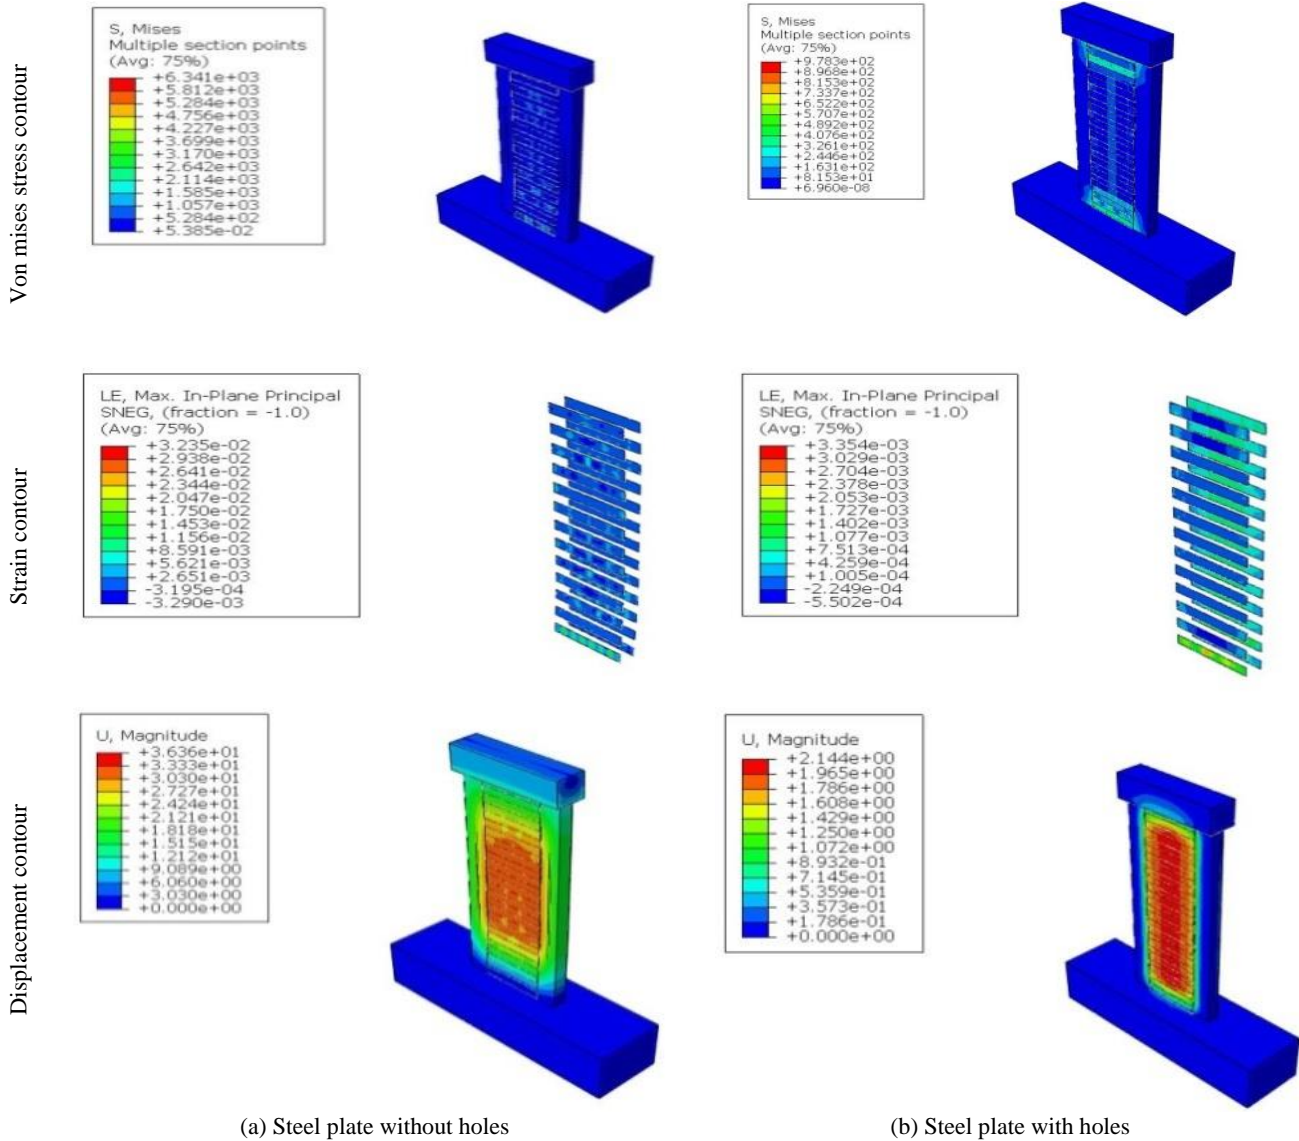 Von mises stress contour
S, Mises
Multiple section points
(Avg: 75%)
+6.341e+03
+5.812e+03
+5.284e+03
+4.756e+03
+4.227e+03
+3.699e+03
+3.170e+03
+2.642e+03
+2.114e+03
+1.585e+03
+1.057e+03
+5.284e+02
+5.385e-02
S, Mises
Multiple section points
(Avg: 75%)
+9.783e+02
+8.968e+02
+8.153e+02
+7.337e+02
+6.522e+02
+5.707e+02
+4.892e+02
+4.076e+02
+3.261e+02
+2.446e+02
+1.631e+02
+8.153e+01
+6.960e-08
Strain contour
LE, Max. In-Plane Principal
SNEG, (fraction = -1.0)
(Avg: 75%)
+3.235e-02
+2.938e-02
+2.641e-02
+2.344e-02
+2.047e-02
+1.750e-02
+1.453e-02
+1.156e-02
+8.591e-03
+5.621e-03
+2.651e-03
-3.195e-04
-3.290e-03
LE, Max. In-Plane Principal
SNEG, (fraction = -1.0)
(Avg: 75%)
+3.354e-03
+3.029e-03
+2.704e-03
+2.378e-03
+2.053e-03
+1.727e-03
+1.402e-03
+1.077e-03
+7.513e-04
+4.259e-04
+1.005e-04
-2.249e-04
-5.502e-04
Displacement contour
U, Magnitude
+3.636e+01
+3.333e+01
+3.030e+01
+2.727e+01
+2.424e+01
+2.121e+01
+1.818e+01
+1.515e+01
+1.212e+01
+9.089e+00
+6.060e+00
+3.030e+00
+0.000e+00
U, Magnitude
+2.144e+00
+1.965e+00
+1.786e+00
+1.608e+00
+1.429e+00
+1.250e+00
+1.072e+00
+8.932e-01
+7.145e-01
+5.359e-01
+3.573e-01
+1.786e-01
+0.000e+00
(a) Steel plate without holes
(b) Steel plate with holes